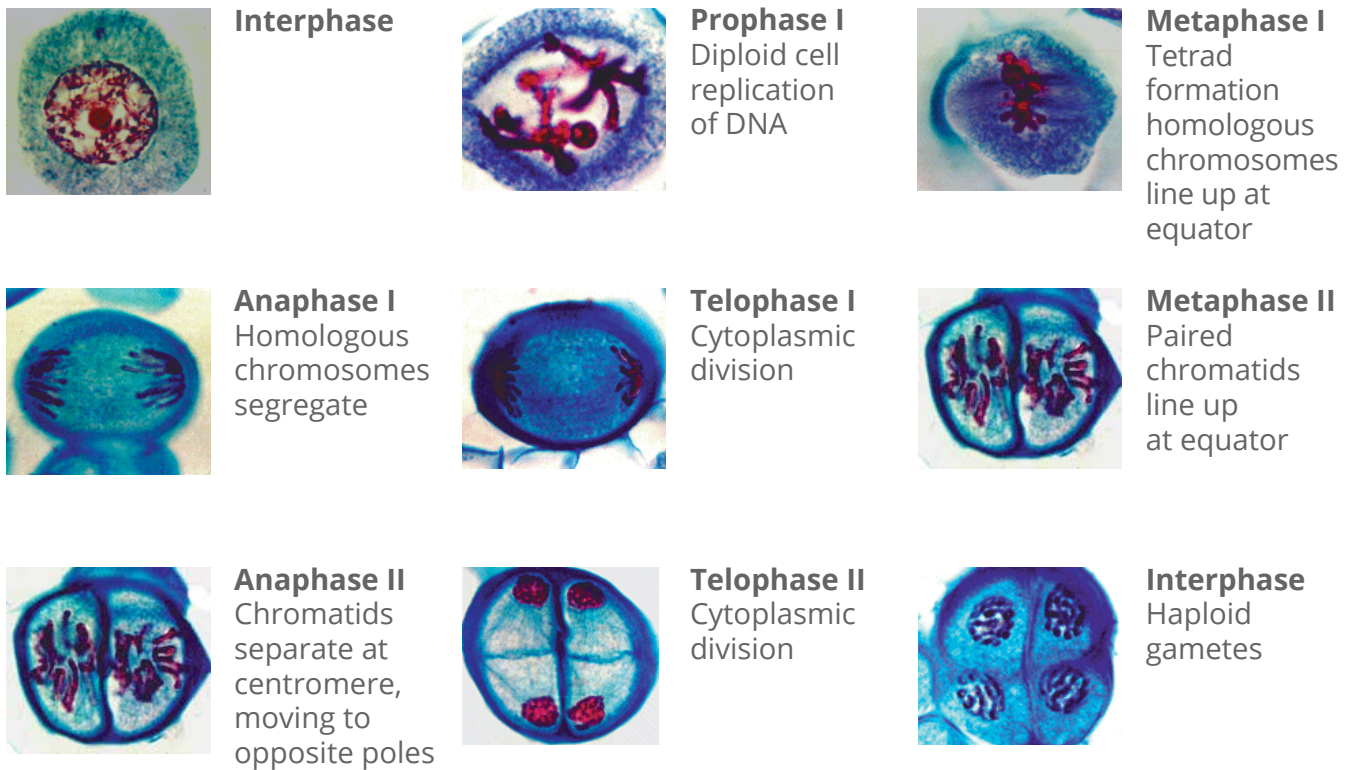 Interphase
Prophase I
Diploid cell
replication
of DNA
Metaphase I
Tetrad
formation
homologous
chromosomes
line up at
equator
Anaphase I
Homologous
chromosomes
segregate
Telophase I
Cytoplasmic
division
Metaphase II
Paired
chromatids
line up
at equator
Anaphase II
Chromatids
separate at
centromere,
moving to
opposite poles
Telophase II
Cytoplasmic
division
Interphase
Haploid
gametes